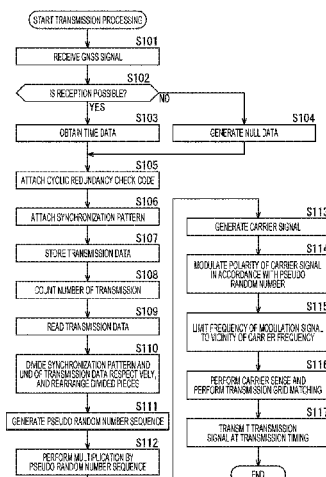 START TRANSMISSION PROCESSING
S101
RECEIVE GNSS SIGNAL
S102
IS RECEPTION POSSIBLE?
NO
YES
S103
OBTAIN TIME DATA
S104
GENERATE NULL DATA
S105
ATTACH CYCLIC REDUNDANCY CHECK CODE
S106
ATTACH SYNCHRONIZATION PATTERN
S107
STORE TRANSMISSION DATA
S108
COUNT NUMBER OF TRANSMISSION
S109
READ TRANSMISSION DATA
S110
DIVIDE SYNCHRONIZATION PATTERN AND
UND OF TRANSMISSION DATA RESPECTIVELY,
AND REARRANGE DIVIDED PIECES
S111
GENERATE PSEUDO RANDOM NUMBER SEQUENCE
S112
PERFORM MULTIPLICATION BY
PSEUDO RANDOM NUMBER SEQUENCE
S113
GENERATE CARRIER SIGNAL
S114
MODULATE POLARITY OF CARRIER SIGNAL
IN ACCORDANCE WITH PSEUDO
RANDOM NUMBER
S115
LIMIT FREQUENCY OF MODULATION SIGNAL
TO VICINITY OF CARRIER FREQUENCY
S116
PERFORM CARRIER SENSE AND
PERFORM TRANSMISSION GRID MATCHING
S117
TRANSMIT TRANSMISSION
SIGNAL AT TRANSMISSION TIMING
END